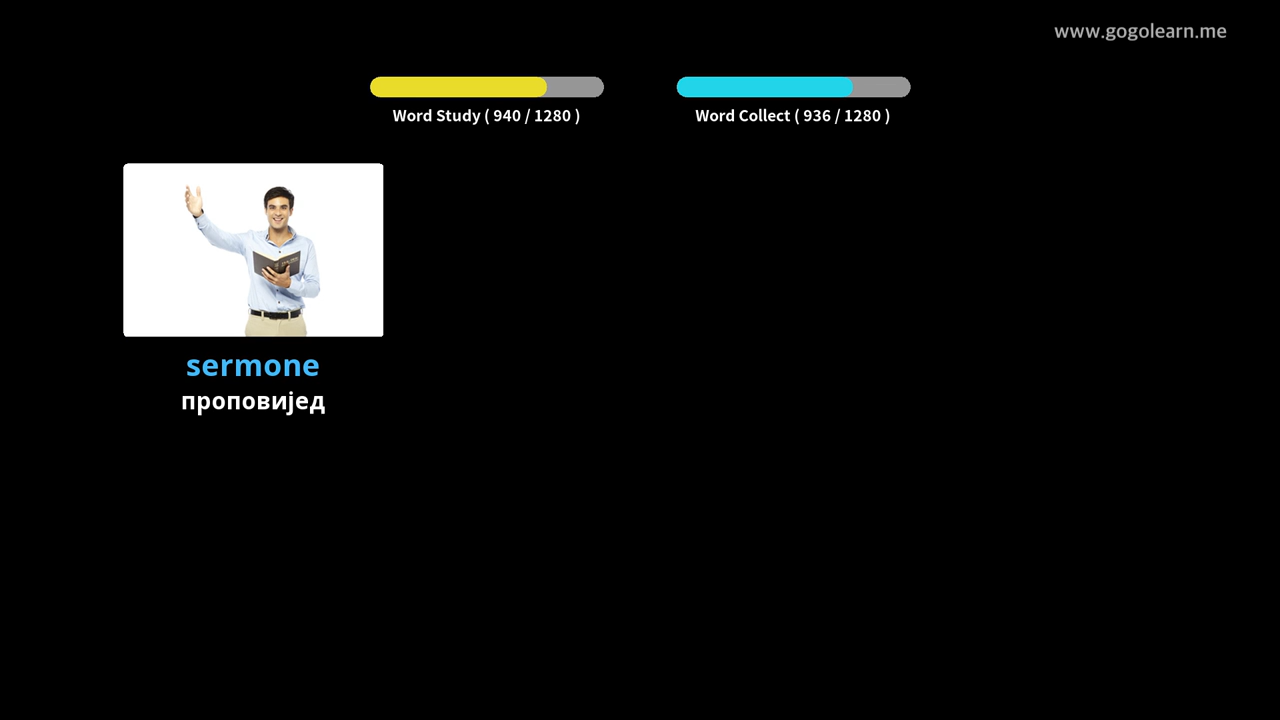 www.gogolearn.me
Word Study ( 940 / 1280 )
Word Collect ( 936 / 1280 )
sermone
проповијед